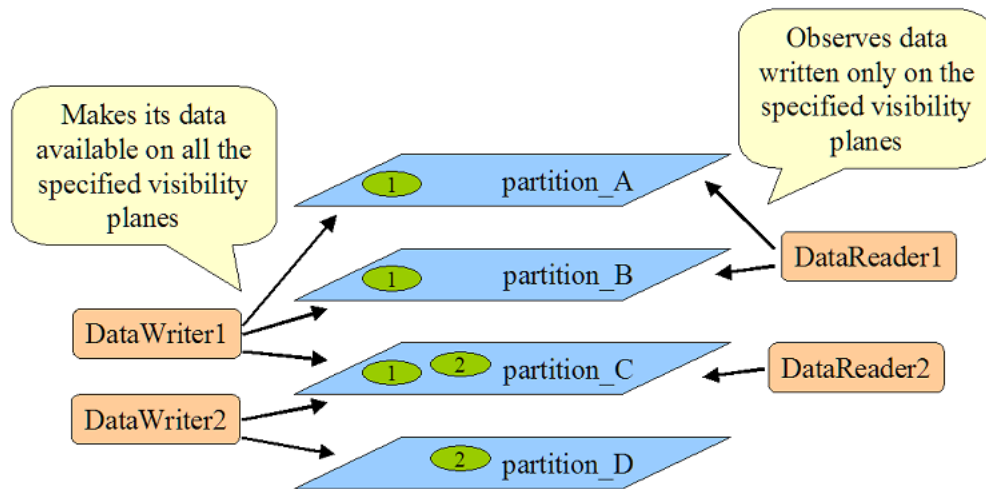 Makes its data
available on all the
specified visibility
planes
Observes data
written only on the
specified visibility
planes
1 partition_A
DataReader1
1 partition_B
DataWriter1
1 2 partition_C
DataReader2
DataWriter2
2 partition_D